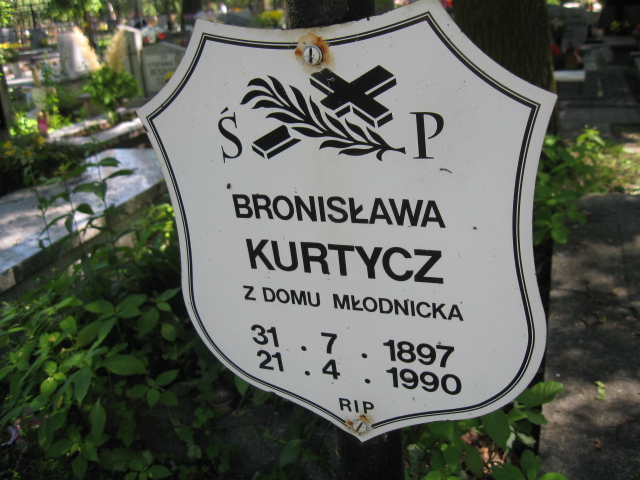 Ś P
BRONISŁAWA
KURTYCZ
Z DOMU MŁODNICKA
31 . 7 . 1897
21 . 4 . 1990
RIP